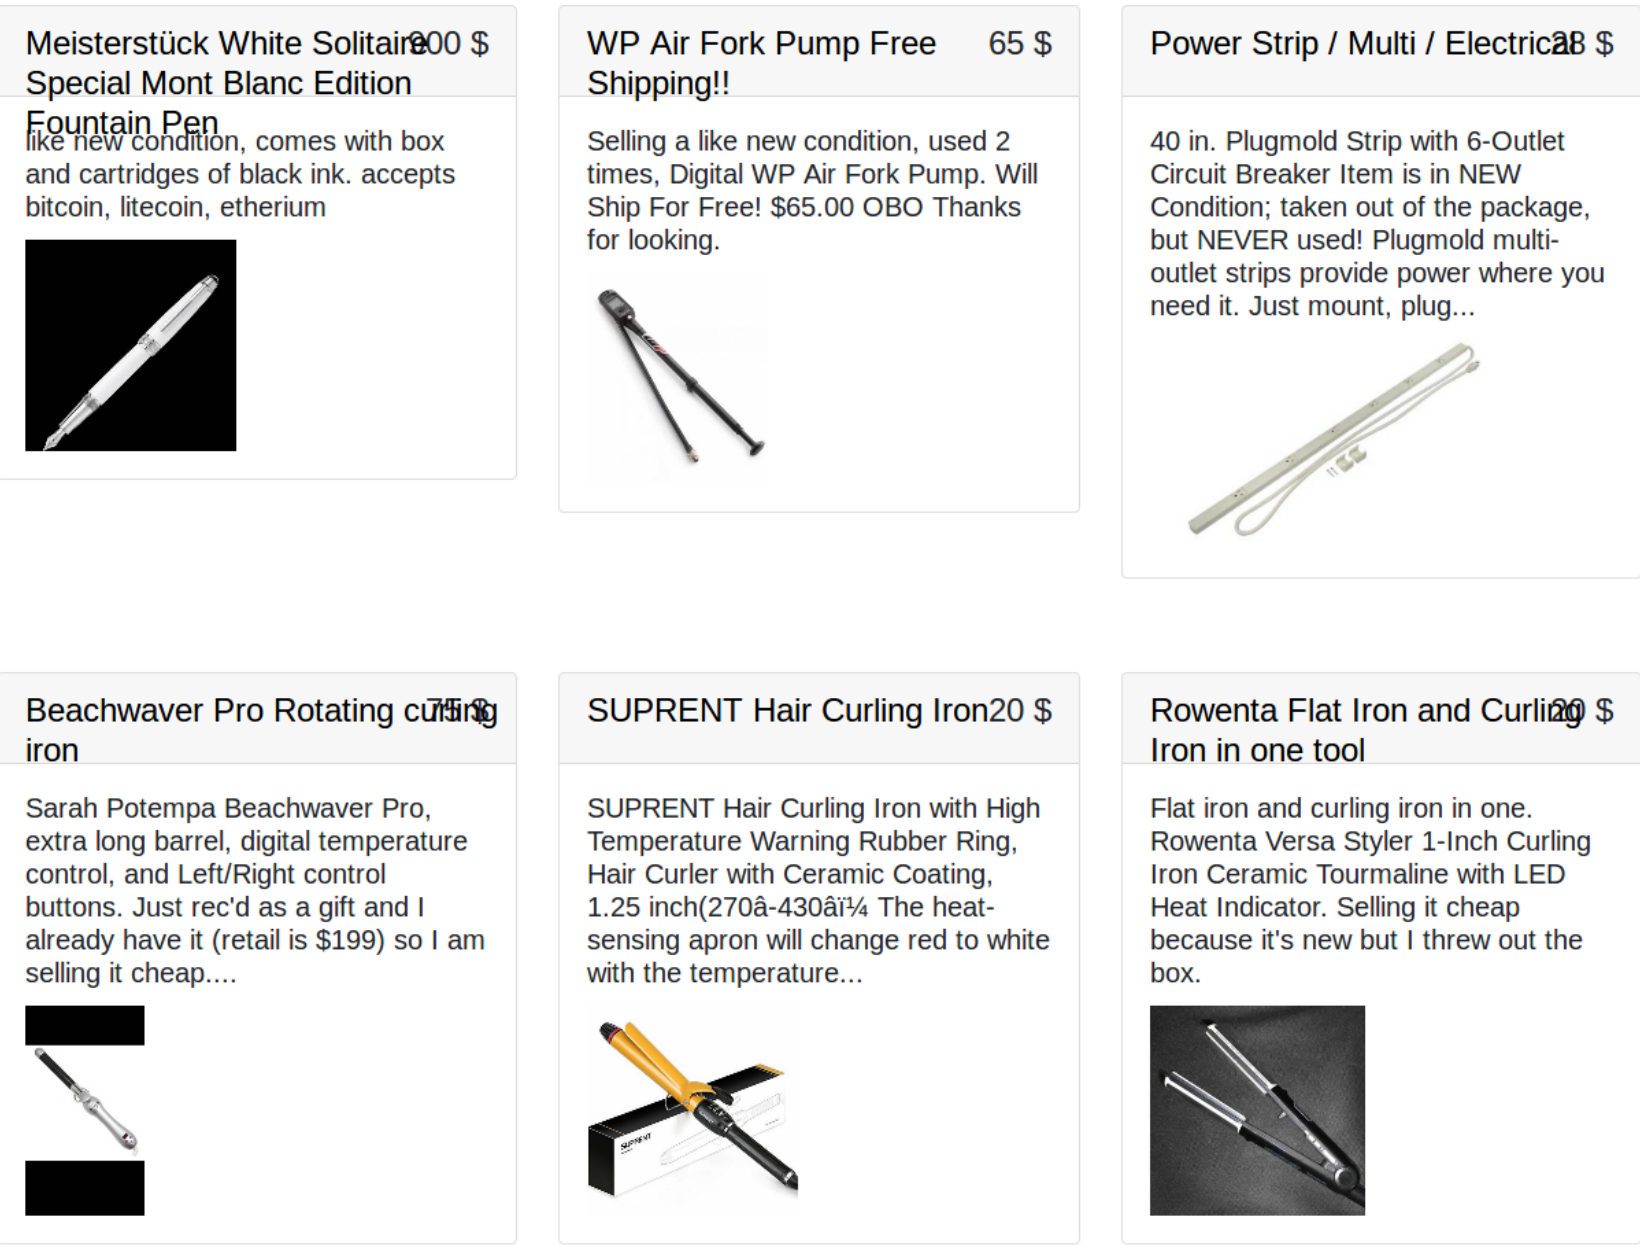 Meisterstück White Solitaire 900 $
Special Mont Blanc Edition
Fountain Pen
like new condition, comes with box
and cartridges of black ink. accepts
bitcoin, litecoin, etherium
WP Air Fork Pump Free 65 $
Shipping!!
Selling a like new condition, used 2
times, Digital WP Air Fork Pump. Will
Ship For Free! $65.00 OBO Thanks
for looking.
Power Strip / Multi / Electrical 28 $
40 in. Plugmold Strip with 6-Outlet
Circuit Breaker Item is in NEW
Condition; taken out of the package,
but NEVER used! Plugmold multi-
outlet strips provide power where you
need it. Just mount, plug...
Beachwaver Pro Rotating curling 75 $
iron
Sarah Potempa Beachwaver Pro,
extra long barrel, digital temperature
control, and Left/Right control
buttons. Just rec'd as a gift and I
already have it (retail is $199) so I am
selling it cheap....
SUPRENT Hair Curling Iron 20 $
SUPRENT Hair Curling Iron with High
Temperature Warning Rubber Ring,
Hair Curler with Ceramic Coating,
1.25 inch(270â-430âï¼ The heat-
sensing apron will change red to white
with the temperature...
SUPRENT
Rowenta Flat Iron and Curling 20 $
Iron in one tool
Flat iron and curling iron in one.
Rowenta Versa Styler 1-Inch Curling
Iron Ceramic Tourmaline with LED
Heat Indicator. Selling it cheap
because it's new but I threw out the
box.